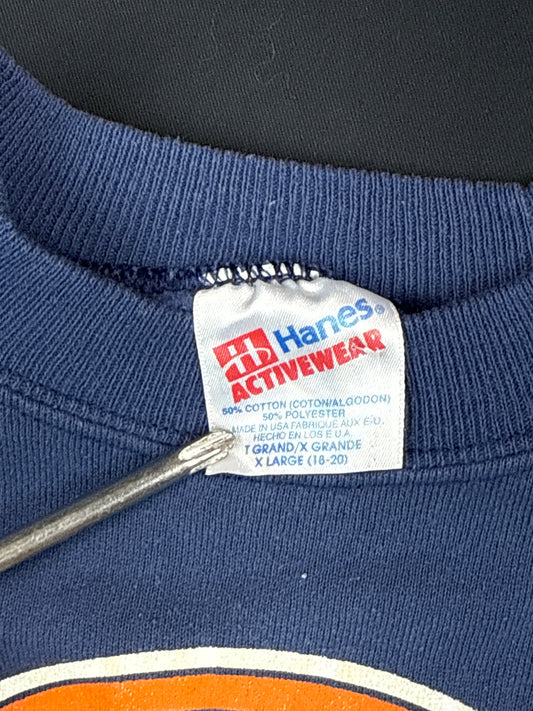 Hanes®
ACTIVEWEAR
50% COTTON (COTON/ALGODON)
50% POLYESTER
MADE IN USA FABRIQUE AUX E.U.
HECHO EN LOS E.U.A.
T GRAND/X GRANDE
X LARGE (18-20)